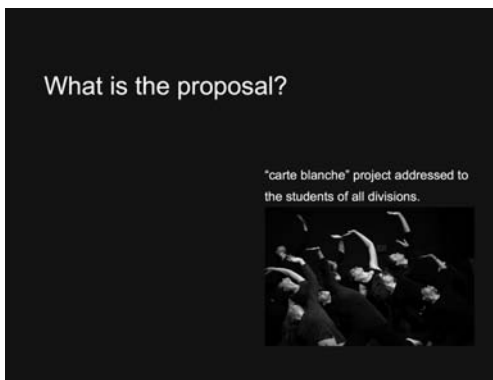 What is the proposal?
“carte blanche” project addressed to
the students of all divisions.